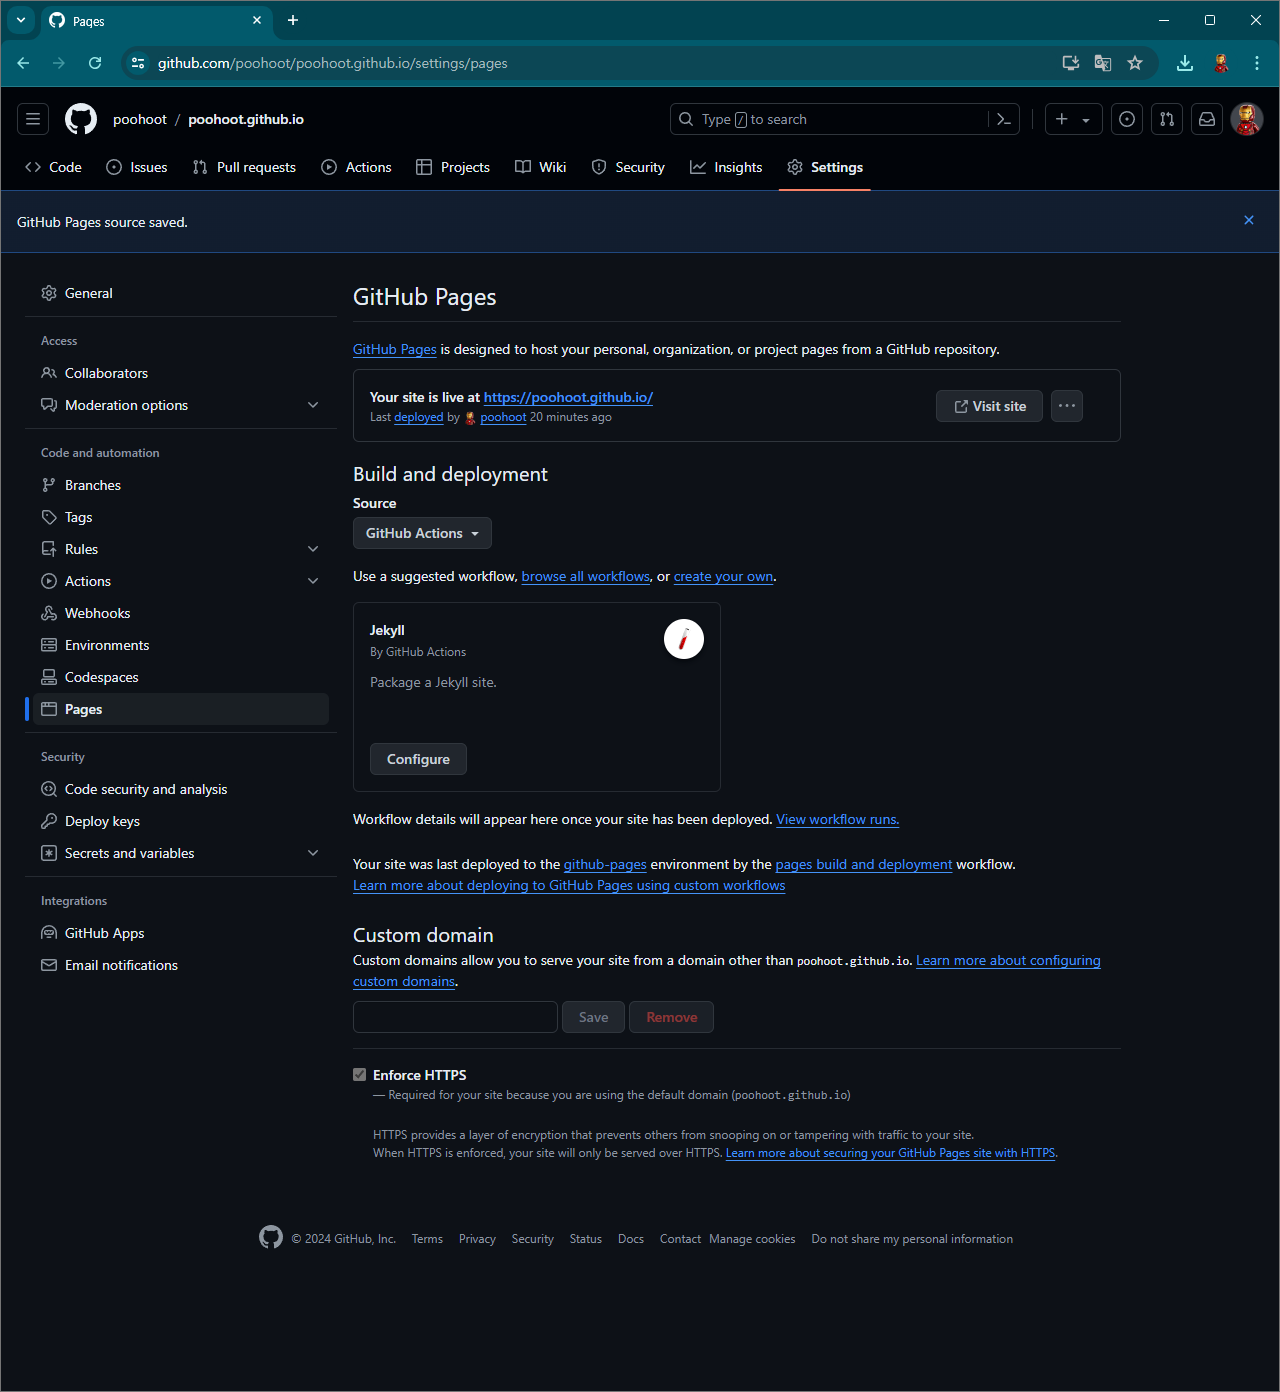 Pages
github.com/poohoot/poohoot.github.io/settings/pages
poohoot / poohoot.github.io
Type / to search
Code Issues Pull requests Actions Projects Wiki Security Insights Settings
GitHub Pages source saved.
General
Access
Collaborators
Moderation options
Code and automation
Branches
Tags
Rules
Actions
Webhooks
Environments
Codespaces
Pages
Security
Code security and analysis
Deploy keys
Secrets and variables
Integrations
GitHub Apps
Email notifications
GitHub Pages
GitHub Pages is designed to host your personal, organization, or project pages from a GitHub repository.
Your site is live at https://poohoot.github.io/
Last deployed by poohoot 20 minutes ago
Visit site
Build and deployment
Source
GitHub Actions
Use a suggested workflow, browse all workflows, or create your own.
Jekyll
By GitHub Actions
Package a Jekyll site.
Configure
Workflow details will appear here once your site has been deployed. View workflow runs.
Your site was last deployed to the github-pages environment by the pages build and deployment workflow.
Learn more about deploying to GitHub Pages using custom workflows
Custom domain
Custom domains allow you to serve your site from a domain other than poohoot.github.io. Learn more about configuring
custom domains.
Save Remove
Enforce HTTPS
— Required for your site because you are using the default domain (poohoot.github.io)
HTTPS provides a layer of encryption that prevents others from snooping on or tampering with traffic to your site.
When HTTPS is enforced, your site will only be served over HTTPS. Learn more about securing your GitHub Pages site with HTTPS.
© 2024 GitHub, Inc. Terms Privacy Security Status Docs Contact Manage cookies Do not share my personal information